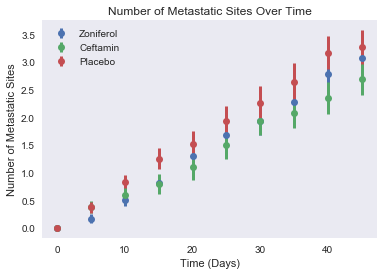 Number of Metastatic Sites Over Time
Zoniferol
Ceftamin
Placebo
Number of Metastatic Sites
3.5
3.0
2.5
2.0
1.5
1.0
0.5
0.0
0 10 20 30 40
Time (Days)